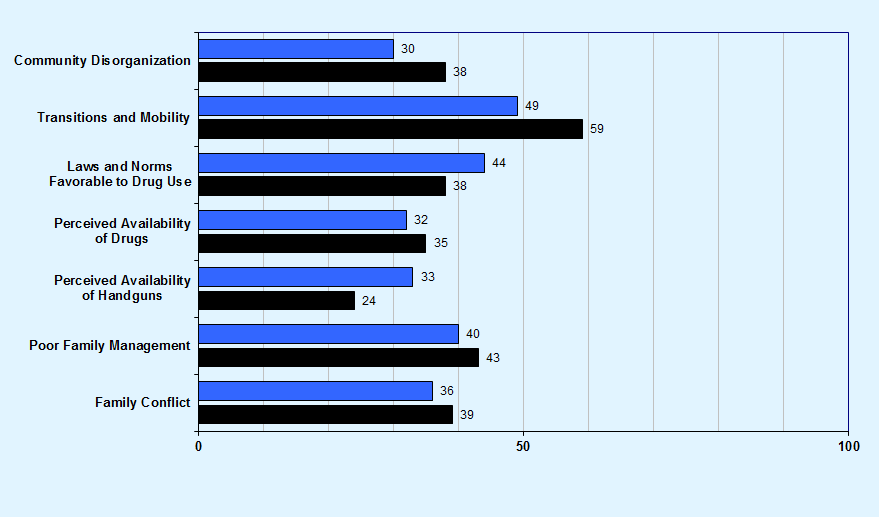 Community Disorganization
30
38
Transitions and Mobility
49
59
Laws and Norms
Favorable to Drug Use
44
38
Perceived Availability
of Drugs
32
35
Perceived Availability
of Handguns
33
24
Poor Family Management
40
43
Family Conflict
36
39
0 50 100